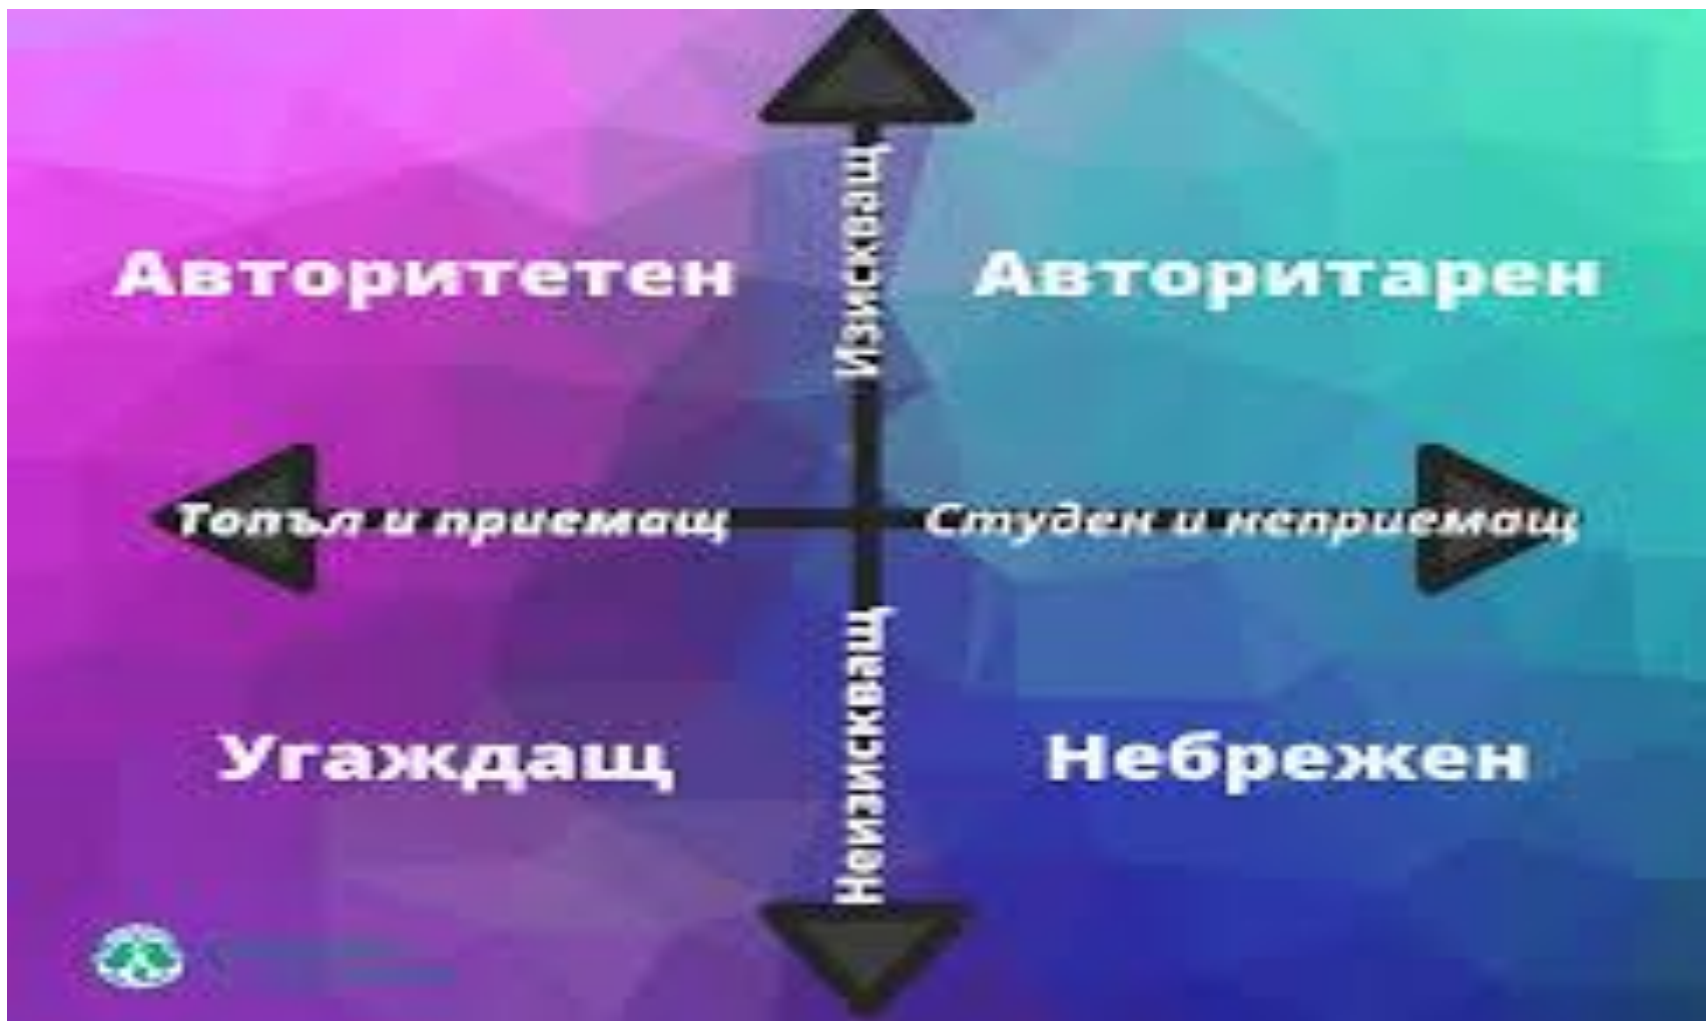 Изискващ
Авторитетен
Авторитарен
Топъл и приемащ
Студен и неприемащ
Неизискващ
Угаждащ
Небрежен